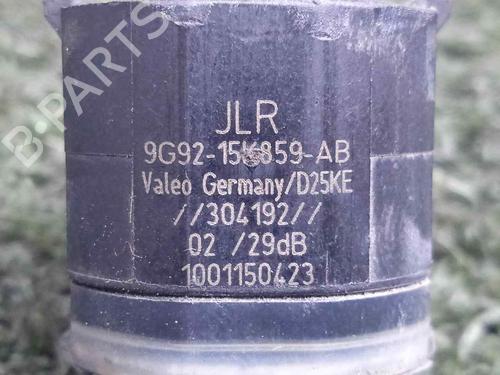 B-PARTS
JLR
9G92-15K859-AB
Valeo Germany/D25KE
//304192//
02 /29dB
1001150423